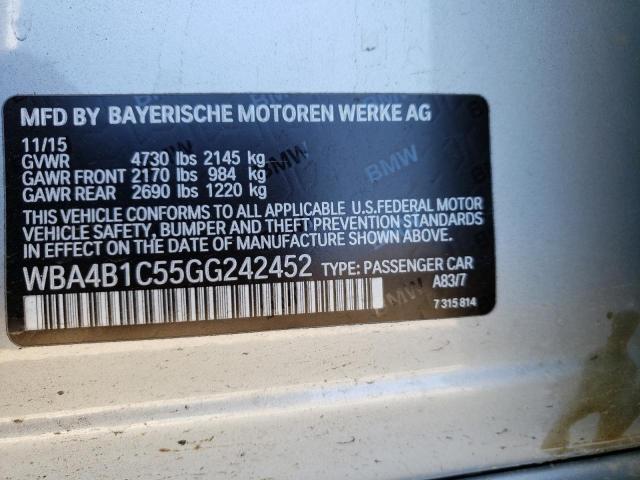 MFD BY BAYERISCHE MOTOREN WERKE AG
11/15
GVWR 4730 lbs 2145 kg
GAWR FRONT 2170 lbs 984 kg
GAWR REAR 2690 lbs 1220 kg
THIS VEHICLE CONFORMS TO ALL APPLICABLE U.S.FEDERAL MOTOR
VEHICLE SAFETY, BUMPER AND THEFT PREVENTION STANDARDS
IN EFFECT ON THE DATE OF MANUFACTURE SHOWN ABOVE.
WBA4B1C55GG242452 TYPE: PASSENGER CAR
A83/7
7 315 814
BMW
BMW
BMW